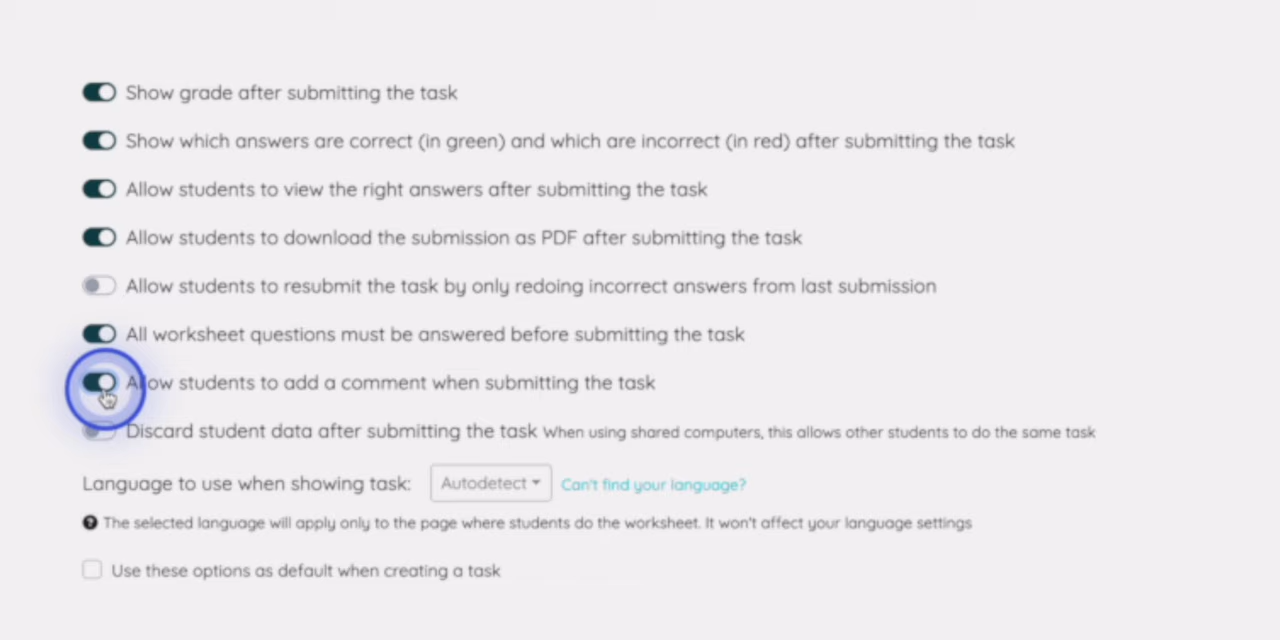 Show grade after submitting the task
Show which answers are correct (in green) and which are incorrect (in red) after submitting the task
Allow students to view the right answers after submitting the task
Allow students to download the submission as PDF after submitting the task
Allow students to resubmit the task by only redoing incorrect answers from last submission
All worksheet questions must be answered before submitting the task
Allow students to add a comment when submitting the task
Discard student data after submitting the task When using shared computers, this allows other students to do the same task
Language to use when showing task: Autodetect Can't find your language?
? The selected language will apply only to the page where students do the worksheet. It won't affect your language settings
Use these options as default when creating a task